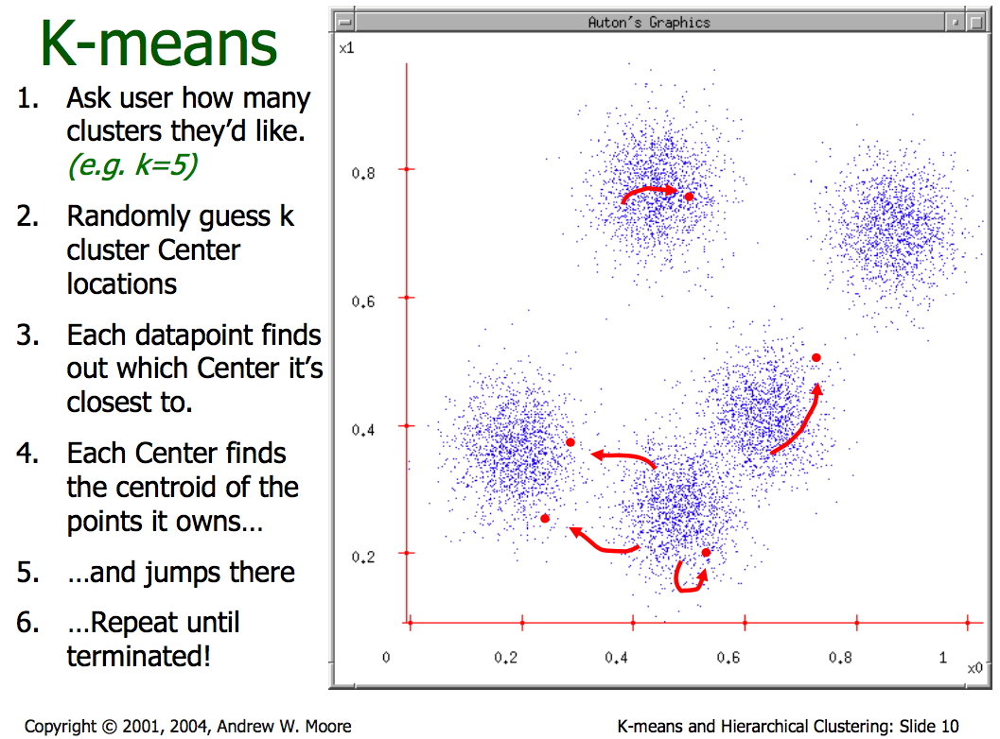 K-means
1. Ask user how many
clusters they’d like.
(e.g. k=5)
2. Randomly guess k
cluster Center
locations
3. Each datapoint finds
out which Center it’s
closest to.
4. Each Center finds
the centroid of the
points it owns…
5. …and jumps there
6. …Repeat until
terminated!
Auton's Graphics
x1
0.8
0.6
0.4
0.2
0 0.2 0.4 0.6 0.8 1
x0
Copyright © 2001, 2004, Andrew W. Moore
K-means and Hierarchical Clustering: Slide 10